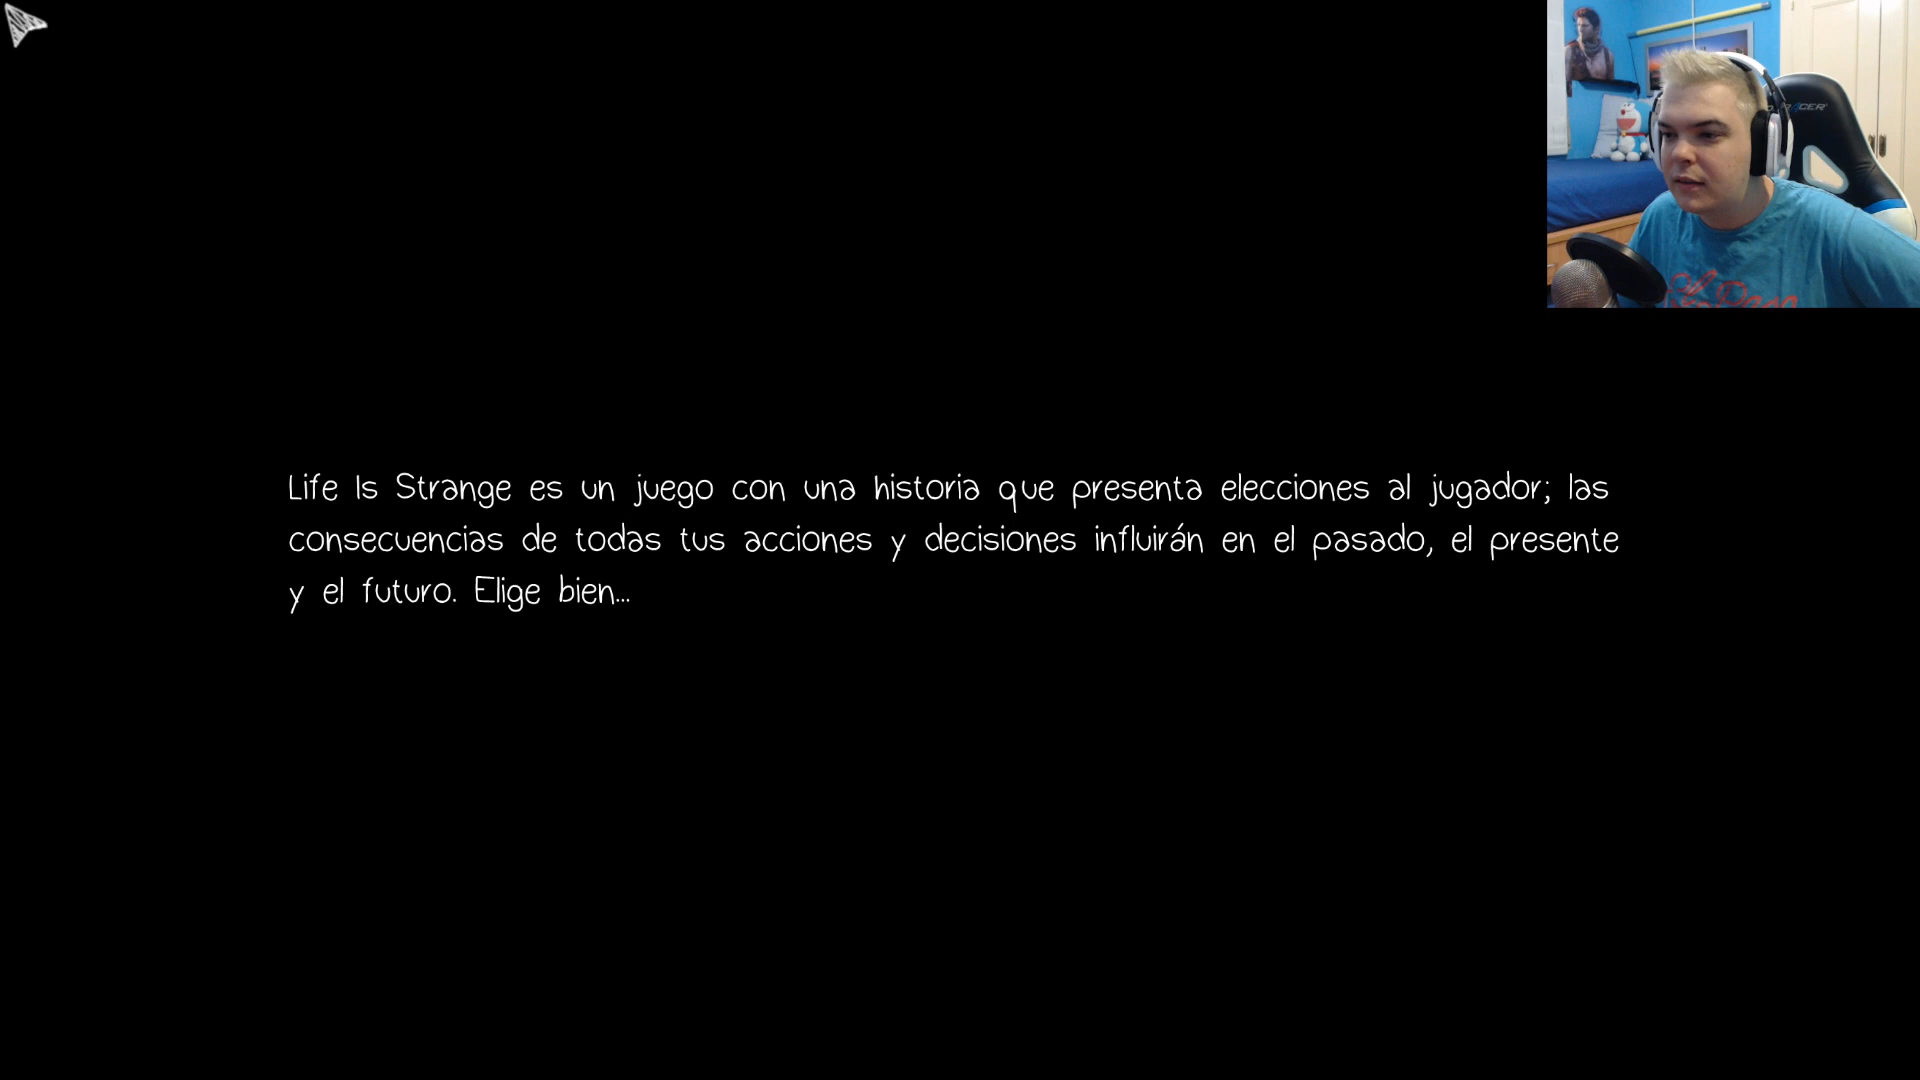 Life Is Strange es un juego con una historia que presenta elecciones al jugador; las
consecuencias de todas tus acciones y decisiones influirán en el pasado, el presente
y el futuro. Elige bien...